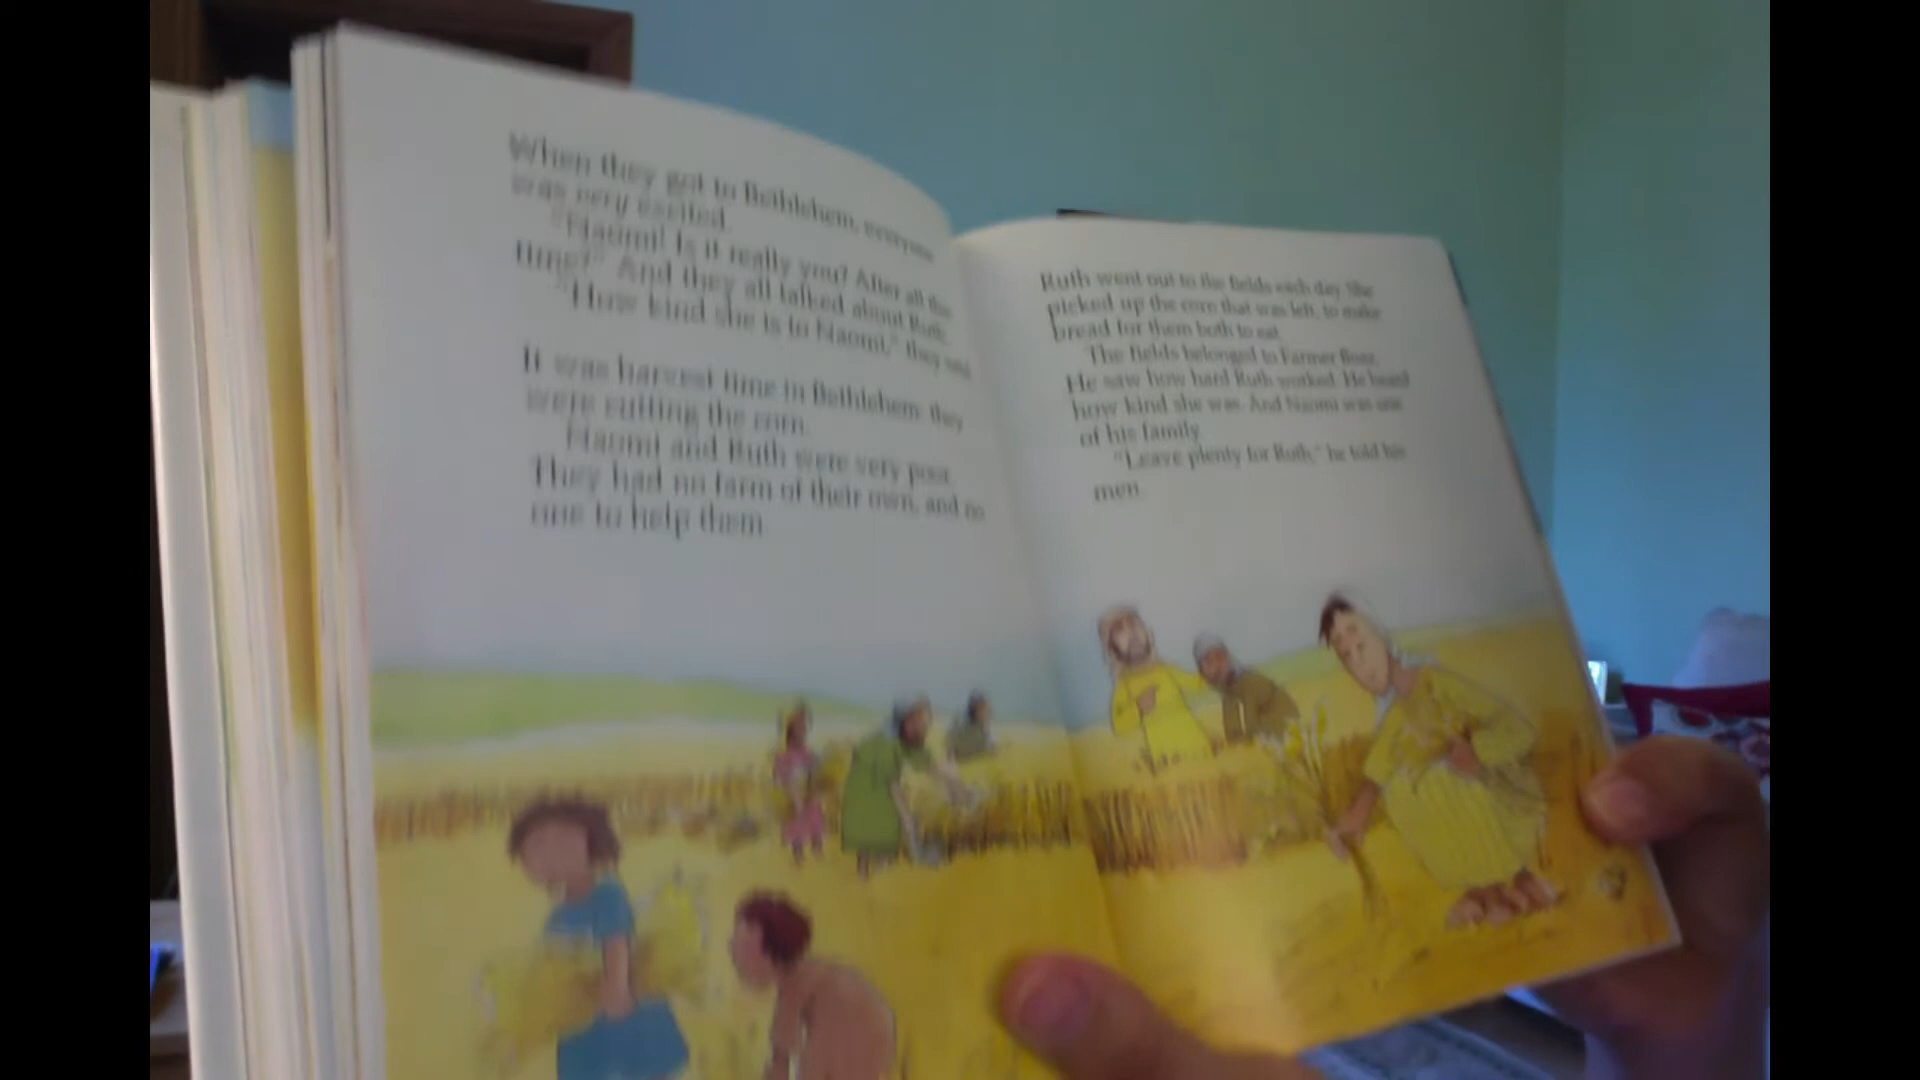 When they got to Bethlehem, everyone
was very excited.
"Naomi! Is it really you? After all this
time?" And they all talked about Ruth.
"How kind she is to Naomi," they said.
It was harvest time in Bethlehem: they
were cutting the corn.
Naomi and Ruth were very poor.
They had no farm of their own, and no
one to help them.
Ruth went out to the fields each day. She
picked up the corn that was left, to make
bread for them both to eat.
The fields belonged to Farmer Boaz.
He saw how hard Ruth worked. He heard
how kind she was. And Naomi was one
of his family.
"Leave plenty for Ruth," he told his
men.